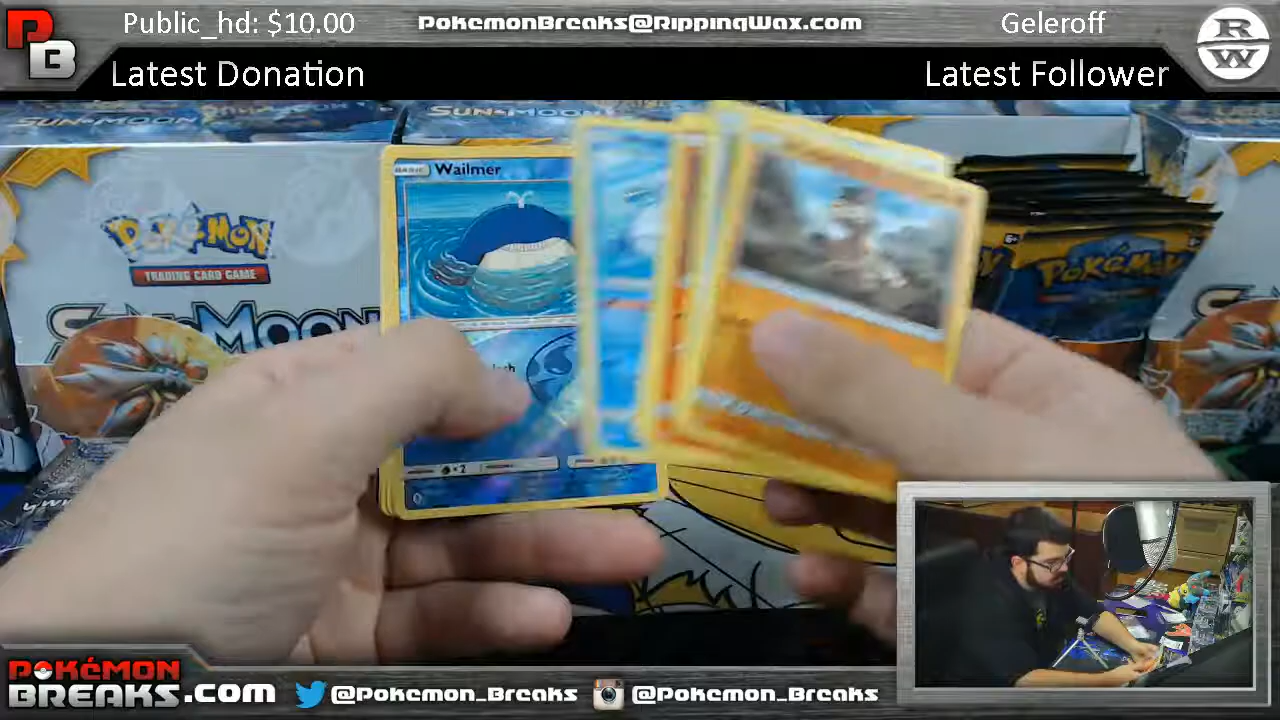 PB
Public_hd: $10.00
Latest Donation
PokemonBreaks@RippingWax.com
Geleroff
Latest Follower
RW
SUN & MOON
SUN & MOON
POKéMON
TRADING CARD GAME
SUN & MOON
BASIC Wailmer
×2
POKéMON
POKéMON
BREAKS.com
@Pokemon_Breaks
@Pokemon_Breaks